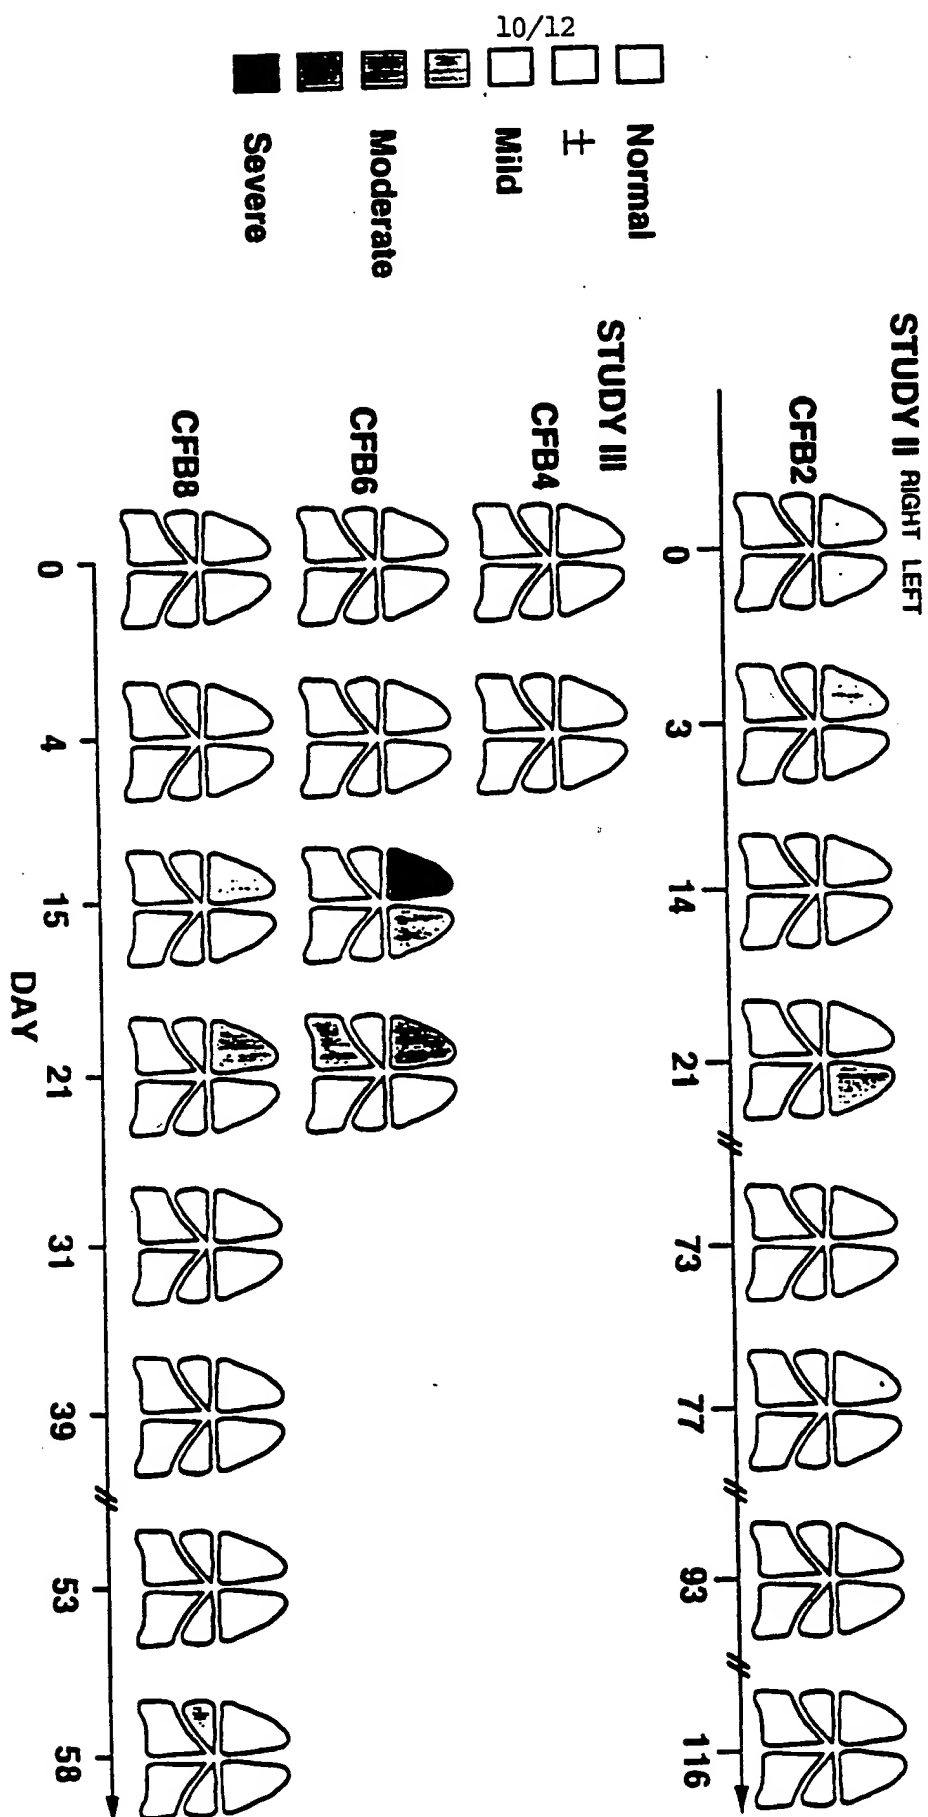 10/12
Normal
±
Mild
Moderate
Severe
STUDY II RIGHT LEFT
CFB2
0 3 14 21 73 77 93 116
STUDY III
CFB4
CFB6
CFB8
0 4 15 21 31 39 53 58
DAY